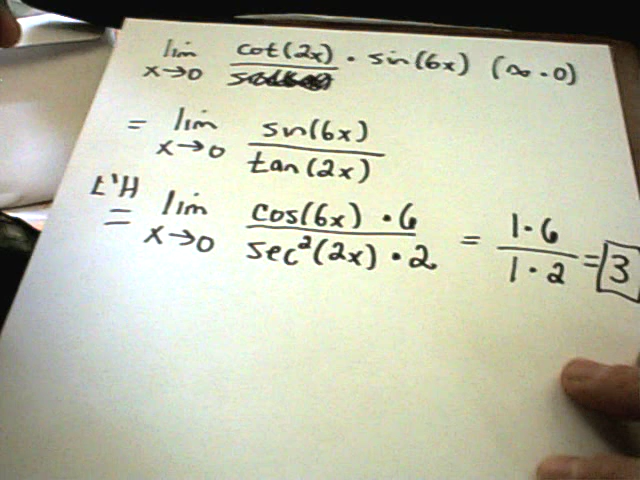 lim x→0 cot(2x) · sin(6x) (∞ · 0)
= lim x→0 sin(6x) / tan(2x)
L'H = lim x→0 cos(6x) · 6 / sec²(2x) · 2 = 1 · 6 / 1 · 2 = 3